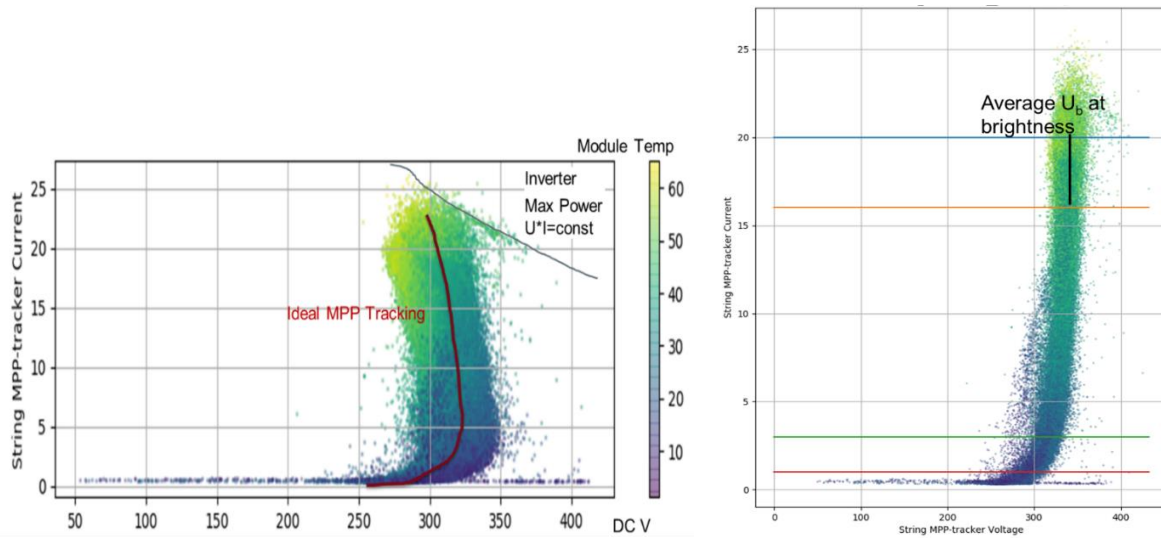 Module Temp
Inverter
Max Power
U*I=const
Ideal MPP Tracking
String MPP-tracker Current
25
20
15
10
5
0
50
100
150
200
250
300
350
400
DC V
60
50
40
30
20
10
Average U_b at
brightness
String MPP-tracker Current
25
20
15
10
5
0
0
100
200
300
400
String MPP-tracker Voltage